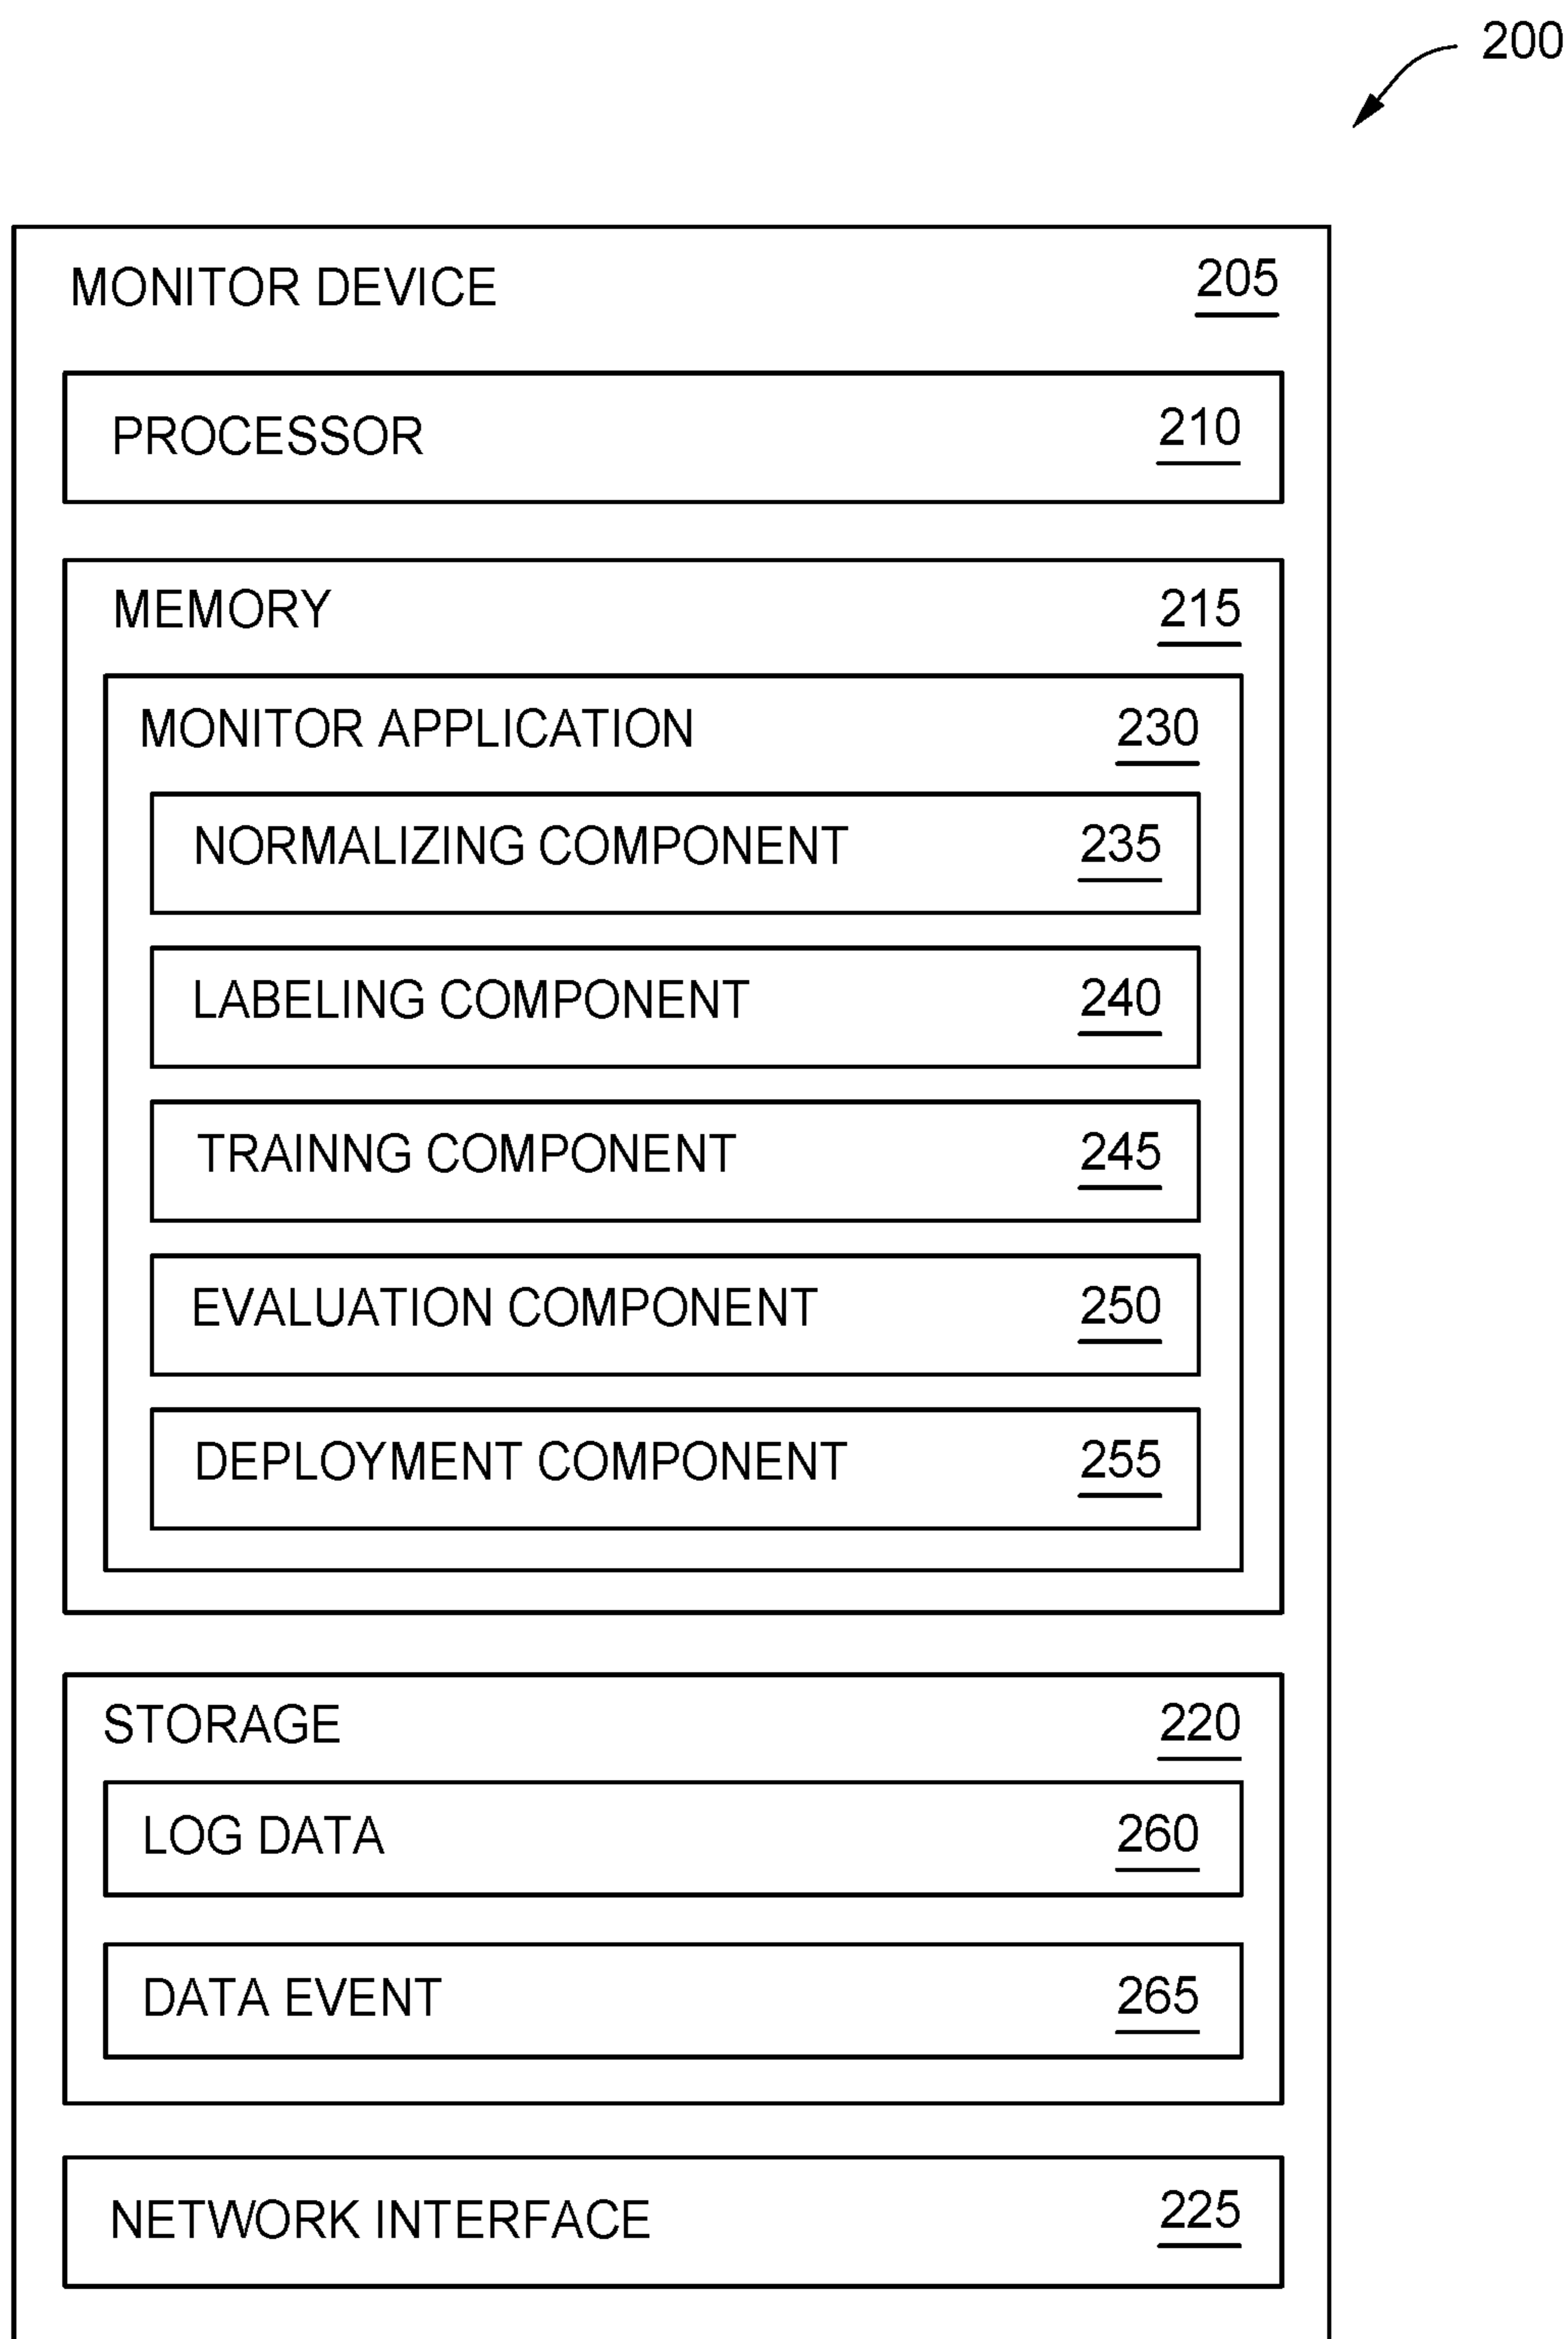 200
MONITOR DEVICE 205
PROCESSOR 210
MEMORY 215
MONITOR APPLICATION 230
NORMALIZING COMPONENT 235
LABELING COMPONENT 240
TRAINNG COMPONENT 245
EVALUATION COMPONENT 250
DEPLOYMENT COMPONENT 255
STORAGE 220
LOG DATA 260
DATA EVENT 265
NETWORK INTERFACE 225